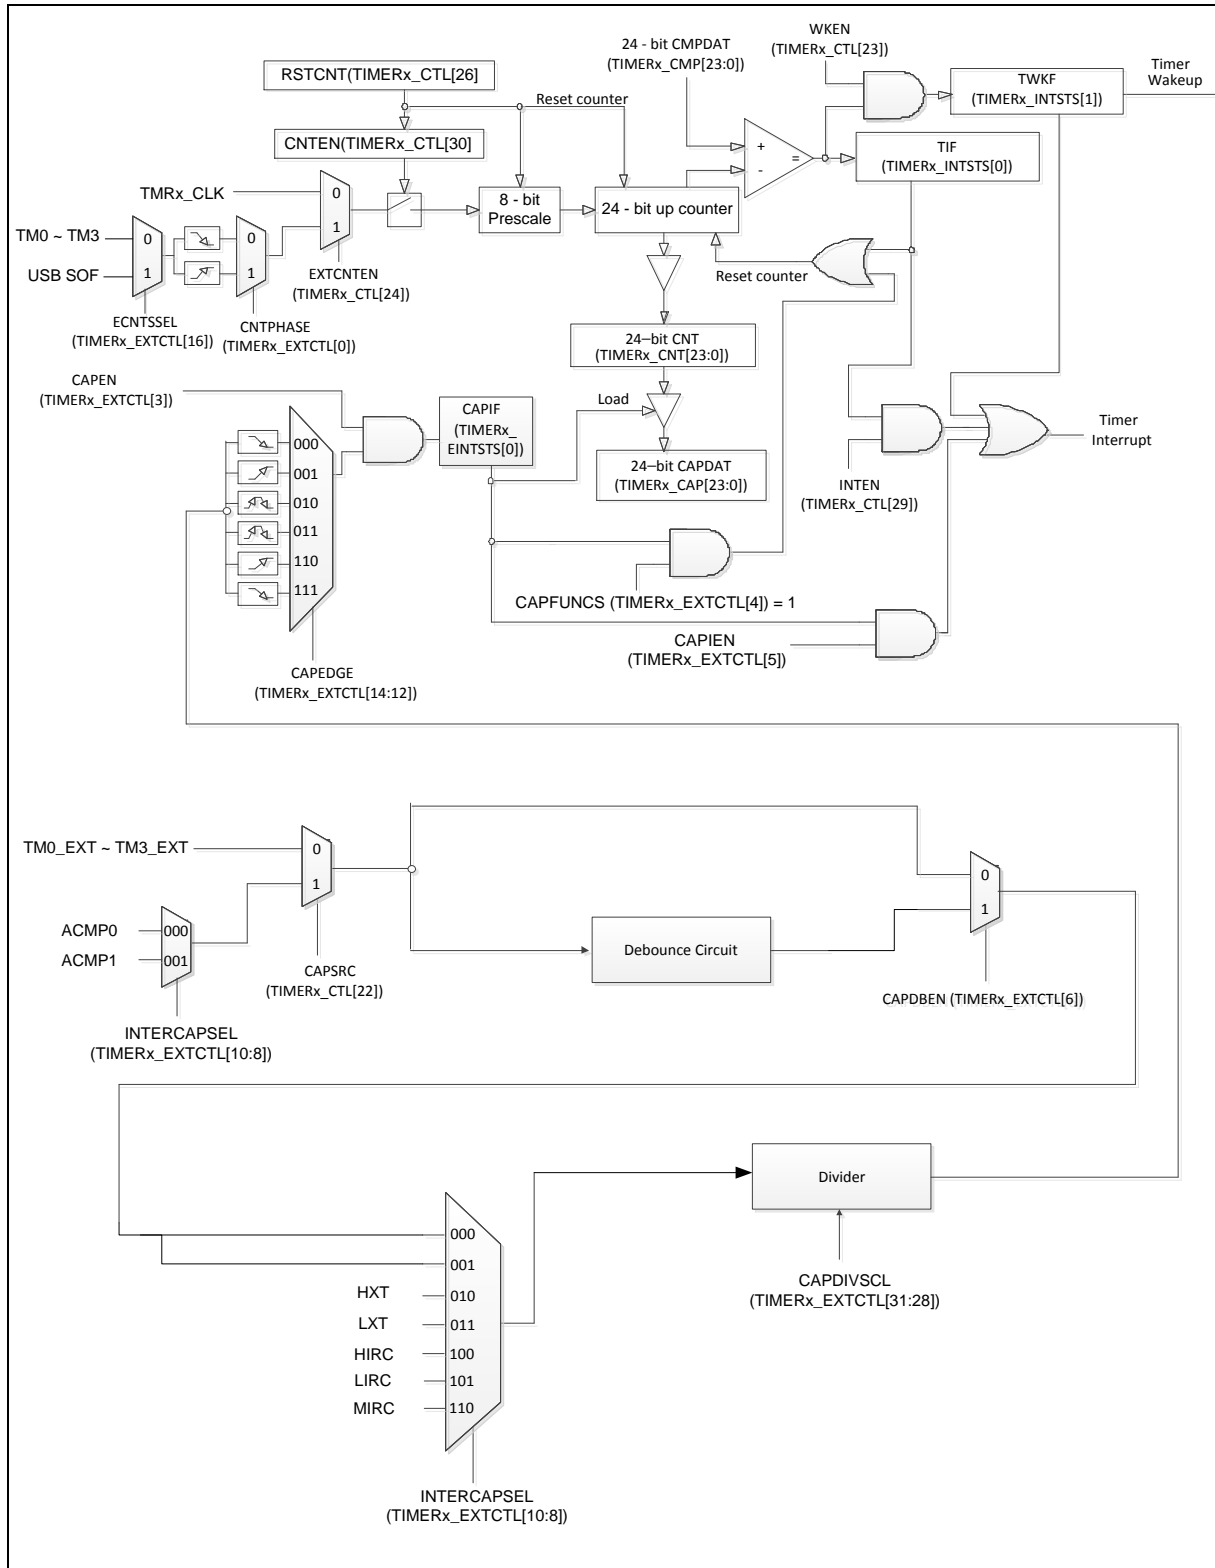 WKEN
(TIMERx_CTL[23])
24 - bit CMPDAT
(TIMERx_CMP[23:0])
Timer
Wakeup
TWKF
(TIMERx_INTSTS[1])
RSTCNT(TIMERx_CTL[26]
Reset counter
CNTEN(TIMERx_CTL[30]
+
-
=
TIF
(TIMERx_INTSTS[0])
TMRx_CLK
0
1
8 - bit
Prescale
24 - bit up counter
TM0 ~ TM3
USB SOF
0
1
0
1
EXTCNTEN
(TIMERx_CTL[24])
Reset counter
ECNTSSEL
(TIMERx_EXTCTL[16])
CNTPHASE
(TIMERx_EXTCTL[0])
24–bit CNT
(TIMERx_CNT[23:0])
CAPEN
(TIMERx_EXTCTL[3])
CAPIF
(TIMERx_
EINTSTS[0])
Load
24–bit CAPDAT
(TIMERx_CAP[23:0])
Timer
Interrupt
INTEN
(TIMERx_CTL[29])
000
001
010
011
110
111
CAPFUNCS (TIMERx_EXTCTL[4]) = 1
CAPIEN
(TIMERx_EXTCTL[5])
CAPEDGE
(TIMERx_EXTCTL[14:12])
TM0_EXT ~ TM3_EXT
0
1
ACMP0
ACMP1
000
001
CAPSRC
(TIMERx_CTL[22])
INTERCAPSEL
(TIMERx_EXTCTL[10:8])
Debounce Circuit
0
1
CAPDBEN (TIMERx_EXTCTL[6])
Divider
CAPDIVSCL
(TIMERx_EXTCTL[31:28])
000
001
HXT 010
LXT 011
HIRC 100
LIRC 101
MIRC 110
INTERCAPSEL
(TIMERx_EXTCTL[10:8])